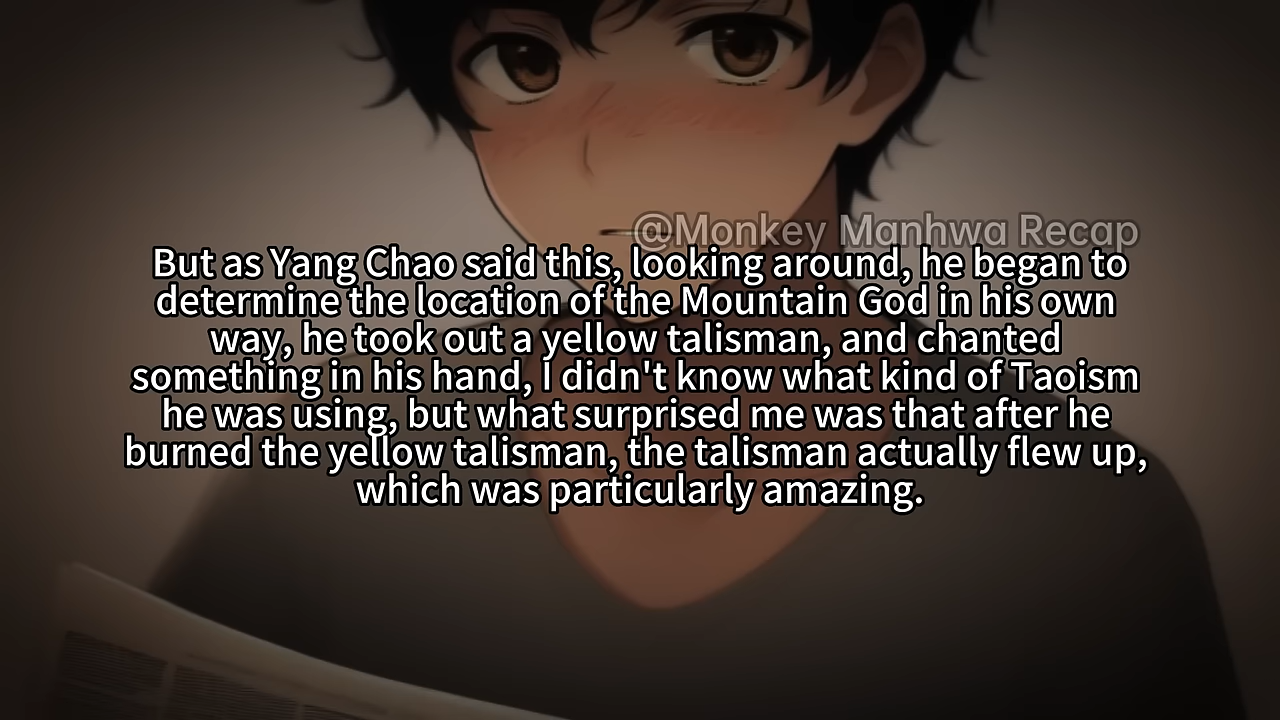 @Monkey Manhwa Recap
But as Yang Chao said this, looking around, he began to
determine the location of the Mountain God in his own
way, he took out a yellow talisman, and chanted
something in his hand, I didn't know what kind of Taoism
he was using, but what surprised me was that after he
burned the yellow talisman, the talisman actually flew up,
which was particularly amazing.